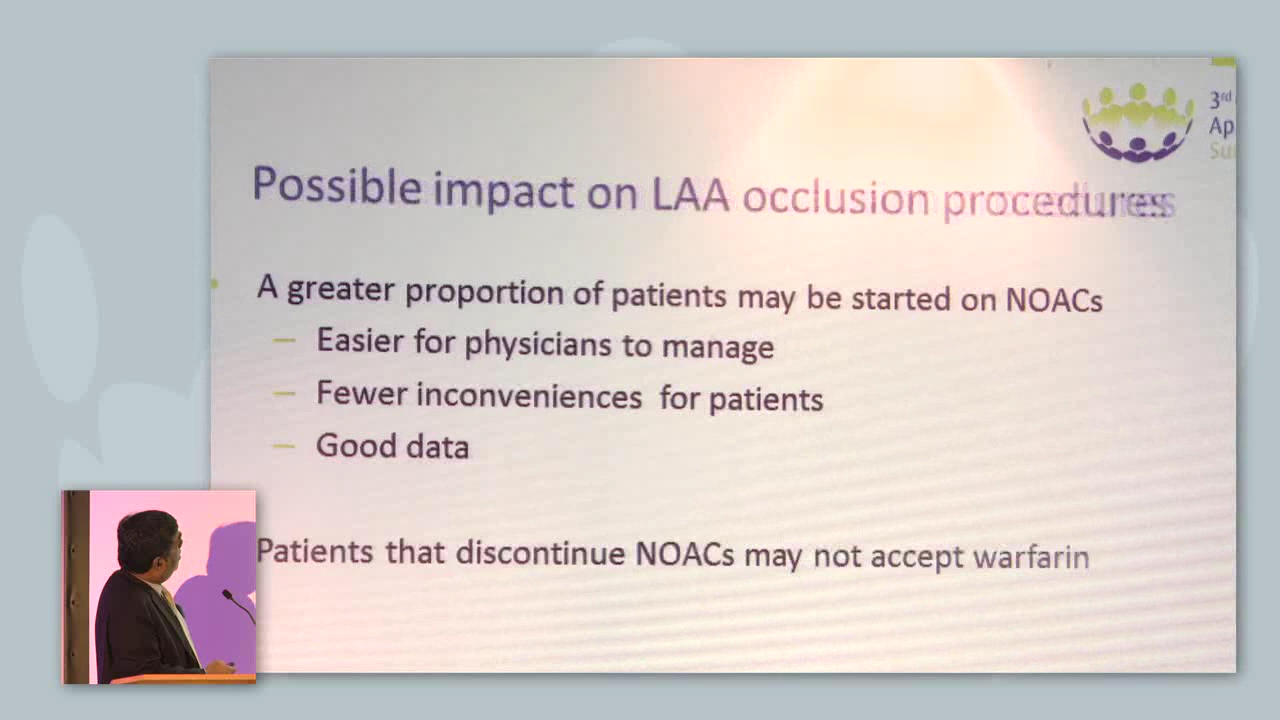 3rd
Ap
Su
Possible impact on LAA occlusion procedures
A greater proportion of patients may be started on NOACs
– Easier for physicians to manage
– Fewer inconveniences for patients
– Good data
Patients that discontinue NOACs may not accept warfarin